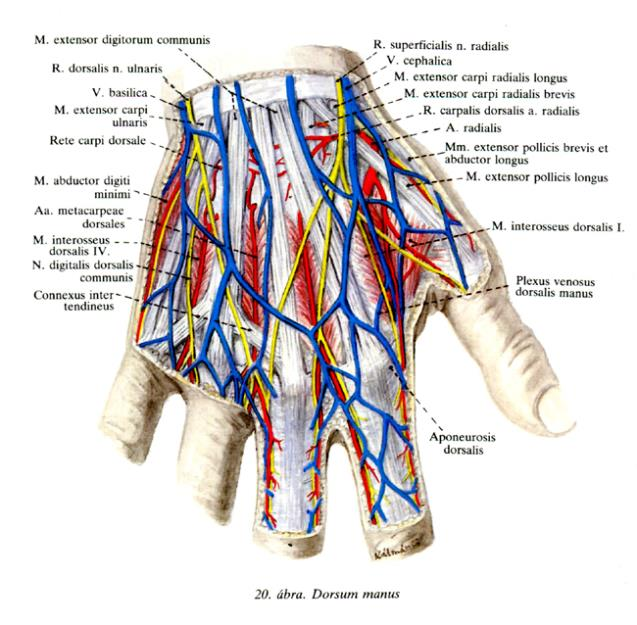 M. extensor digitorum communis
R. dorsalis n. ulnaris
V. basilica
M. extensor carpi
ulnaris
Rete carpi dorsale
M. abductor digiti
minimi
Aa. metacarpeae
dorsales
M. interosseus
dorsalis IV.
N. digitalis dorsalis
communis
Connexus inter
tendineus
R. superficialis n. radialis
V. cephalica
M. extensor carpi radialis longus
M. extensor carpi radialis brevis
R. carpalis dorsalis a. radialis
A. radialis
Mm. extensor pollicis brevis et
abductor longus
M. extensor pollicis longus
M. interosseus dorsalis I.
Plexus venosus
dorsalis manus
Aponeurosis
dorsalis
20. ábra. Dorsum manus